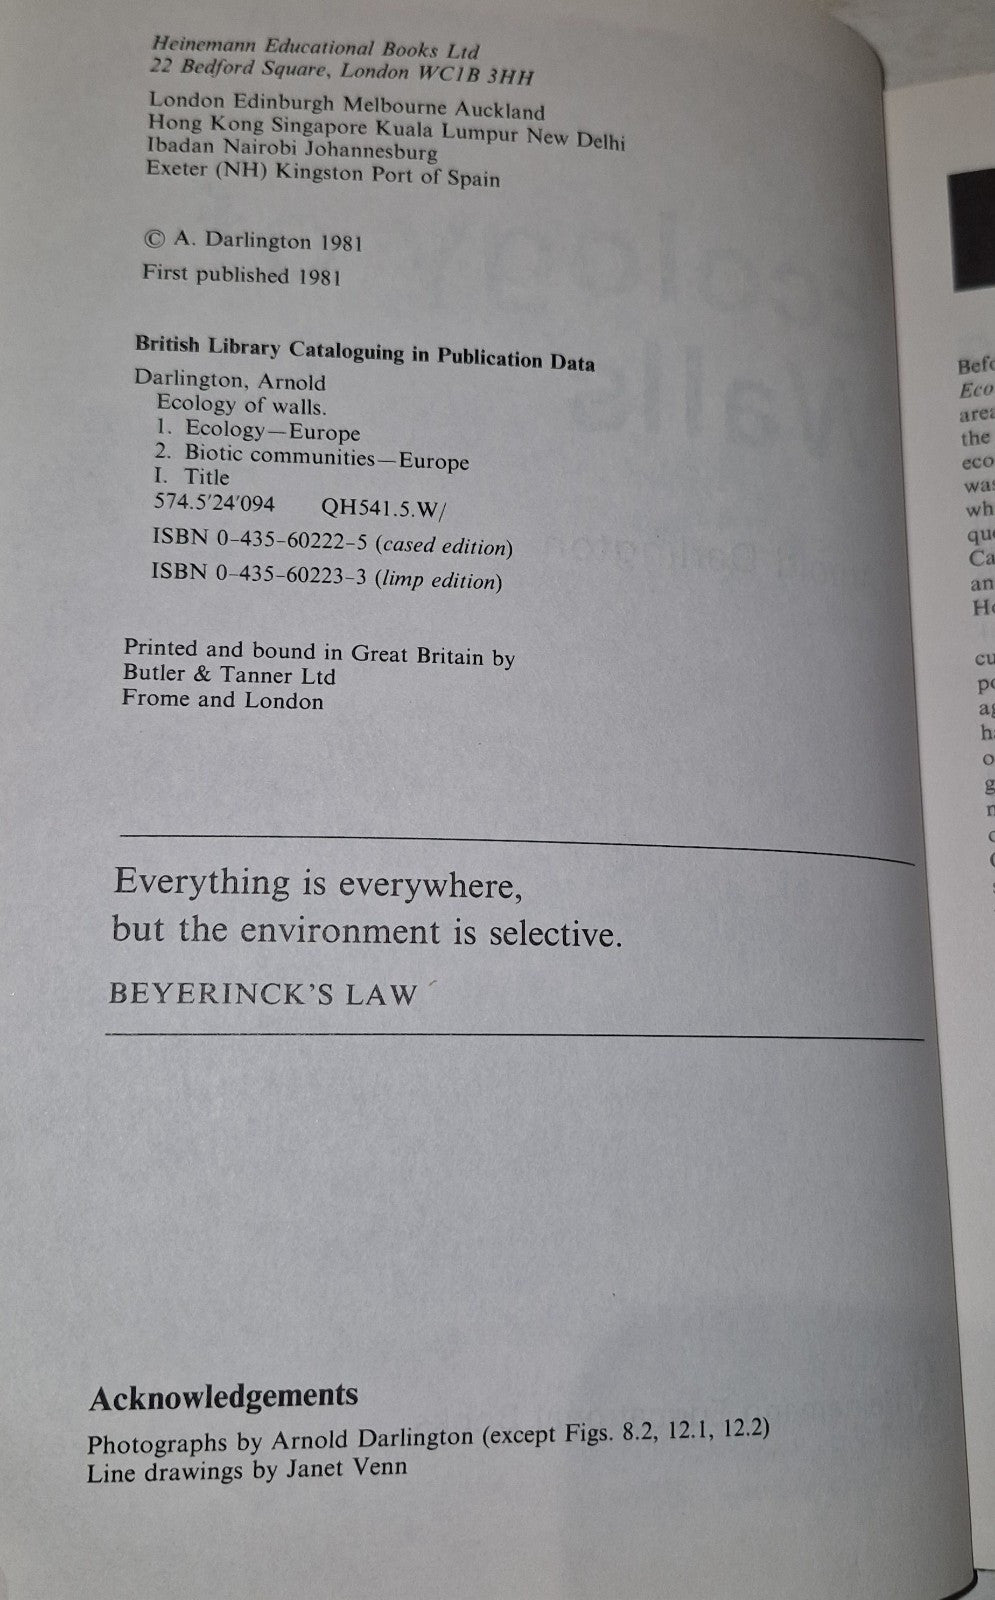 Heinemann Educational Books Ltd
22 Bedford Square, London WC1B 3HH
London Edinburgh Melbourne Auckland
Hong Kong Singapore Kuala Lumpur New Delhi
Ibadan Nairobi Johannesburg
Exeter (NH) Kingston Port of Spain
© A. Darlington 1981
First published 1981
British Library Cataloguing in Publication Data
Darlington, Arnold
Ecology of walls.
1. Ecology—Europe
2. Biotic communities—Europe
I. Title
574.5'24'094 QH541.5.W/
ISBN 0-435-60222-5 (cased edition)
ISBN 0-435-60223-3 (limp edition)
Printed and bound in Great Britain by
Butler & Tanner Ltd
Frome and London
Everything is everywhere,
but the environment is selective.
BEYERINCK'S LAW
Acknowledgements
Photographs by Arnold Darlington (except Figs. 8.2, 12.1, 12.2)
Line drawings by Janet Venn
the